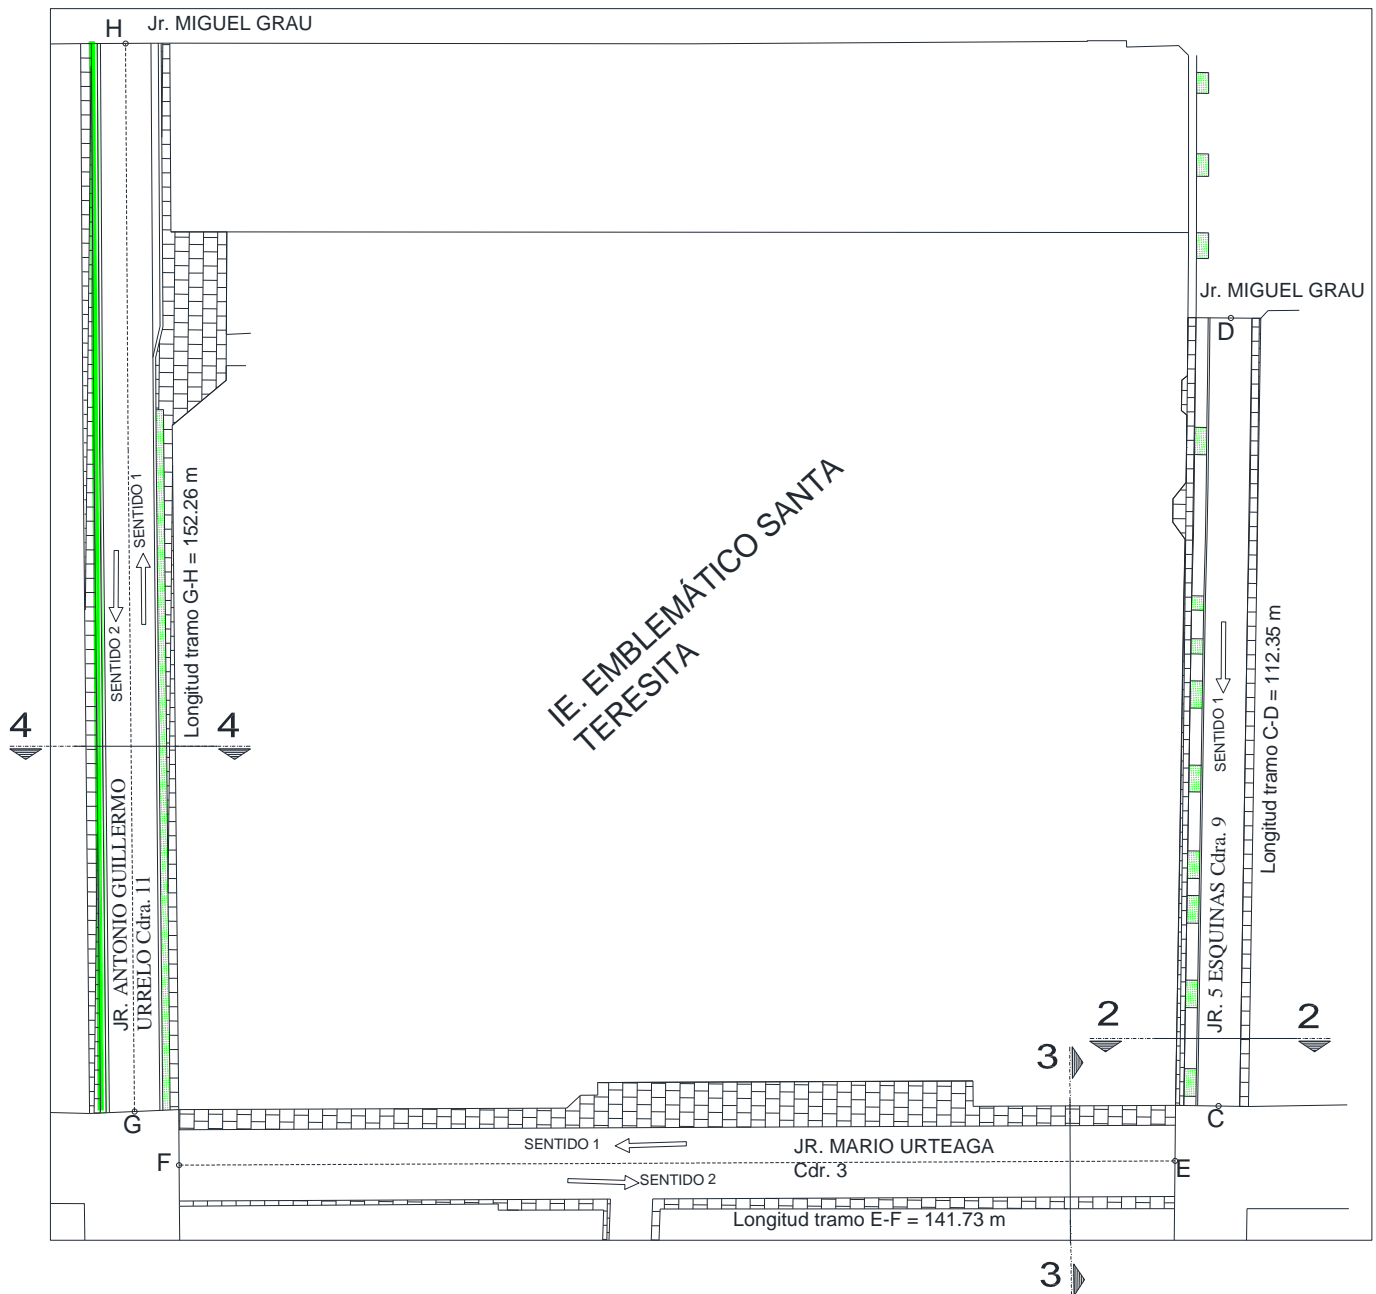 H
Jr. MIGUEL GRAU
Jr. MIGUEL GRAU
D
IE. EMBLEMÁTICO SANTA
TERESITA
SENTIDO 1
SENTIDO 2
Longitud tramo G-H = 152.26 m
4
4
JR. ANTONIO GUILLERMO
URRELO Cdra. 11
SENTIDO 1
Longitud tramo C-D = 112.35 m
JR. 5 ESQUINAS Cdra. 9
2
2
3
G
C
F
SENTIDO 1
JR. MARIO URTEAGA
Cdr. 3
E
SENTIDO 2
Longitud tramo E-F = 141.73 m
3